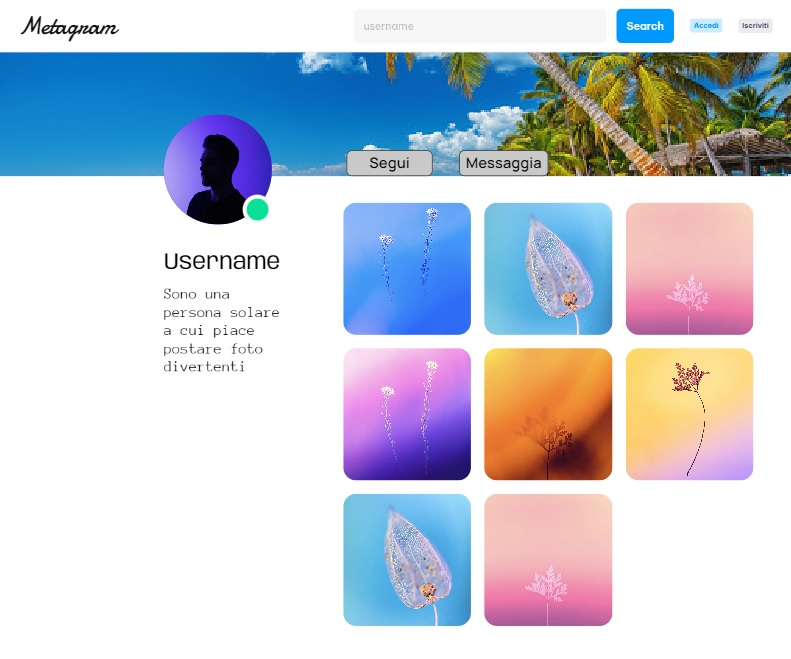 Metagram
username
Search
Accedi
Iscriviti
Segui
Messaggia
Username
Sono una
persona solare
a cui piace
postare foto
divertenti